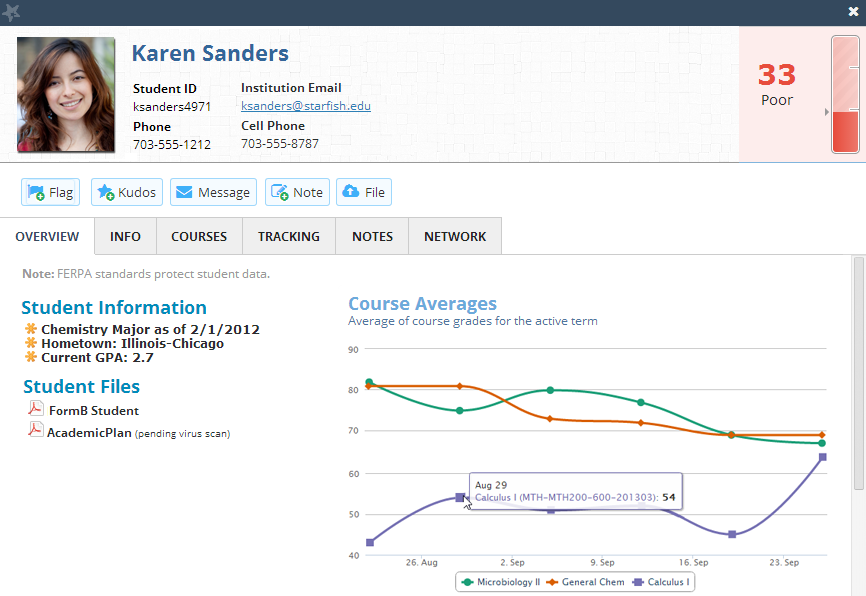 Karen Sanders
Student ID
ksanders4971
Phone
703-555-1212
Institution Email
ksanders@starfish.edu
Cell Phone
703-555-8787
33
Poor
Flag
Kudos
Message
Note
File
OVERVIEW
INFO
COURSES
TRACKING
NOTES
NETWORK
Note: FERPA standards protect student data.
Student Information
Chemistry Major as of 2/1/2012
Hometown: Illinois-Chicago
Current GPA: 2.7
Student Files
FormB Student
AcademicPlan (pending virus scan)
Course Averages
Average of course grades for the active term
90
80
70
60
50
40
Aug 29
Calculus I (MTH-MTH200-600-201303): 54
26. Aug
2. Sep
9. Sep
16. Sep
23. Sep
Microbiology II
General Chem
Calculus I